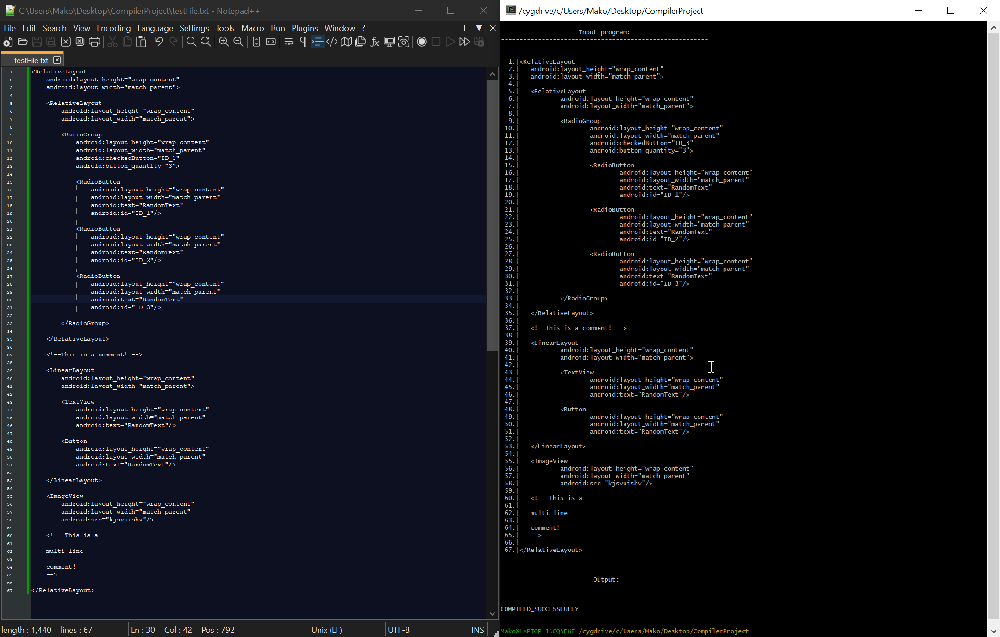 C:\Users\Mako\Desktop\CompilerProject\testFile.txt - Notepad++
File Edit Search View Encoding Language Settings Tools Macro Run Plugins Window ?
testFile.txt
1 <RelativeLayout
2 android:layout_height="wrap_content"
3 android:layout_width="match_parent">
4
5 <RelativeLayout
6 android:layout_height="wrap_content"
7 android:layout_width="match_parent">
8
9 <RadioGroup
10 android:layout_height="wrap_content"
11 android:layout_width="match_parent"
12 android:checkedButton="ID_3"
13 android:button_quantity="3">
14
15 <RadioButton
16 android:layout_height="wrap_content"
17 android:layout_width="match_parent"
18 android:text="RandomText"
19 android:id="ID_1"/>
20
21 <RadioButton
22 android:layout_height="wrap_content"
23 android:layout_width="match_parent"
24 android:text="RandomText"
25 android:id="ID_2"/>
26
27 <RadioButton
28 android:layout_height="wrap_content"
29 android:layout_width="match_parent"
30 android:text="RandomText"
31 android:id="ID_3"/>
32
33 </RadioGroup>
34
35 </RelativeLayout>
36
37 <!--This is a comment! -->
38
39 <LinearLayout
40 android:layout_height="wrap_content"
41 android:layout_width="match_parent">
42
43 <TextView
44 android:layout_height="wrap_content"
45 android:layout_width="match_parent"
46 android:text="RandomText"/>
47
48 <Button
49 android:layout_height="wrap_content"
50 android:layout_width="match_parent"
51 android:text="RandomText"/>
52
53 </LinearLayout>
54
55 <ImageView
56 android:layout_height="wrap_content"
57 android:layout_width="match_parent"
58 android:src="kjsvuishv"/>
59
60 <!-- This is a
61
62 multi-line
63
64 comment!
65 -->
66
67 </RelativeLayout>
length : 1,440 lines : 67 Ln : 30 Col : 42 Pos : 792 Unix (LF) UTF-8 INS
/cygdrive/c/Users/Mako/Desktop/CompilerProject
--------------------------------------------------------
Input program:
--------------------------------------------------------
1.|<RelativeLayout
2.| android:layout_height="wrap_content"
3.| android:layout_width="match_parent">
4.|
5.| <RelativeLayout
6.| android:layout_height="wrap_content"
7.| android:layout_width="match_parent">
8.|
9.| <RadioGroup
10.| android:layout_height="wrap_content"
11.| android:layout_width="match_parent"
12.| android:checkedButton="ID_3"
13.| android:button_quantity="3">
14.|
15.| <RadioButton
16.| android:layout_height="wrap_content"
17.| android:layout_width="match_parent"
18.| android:text="RandomText"
19.| android:id="ID_1"/>
20.|
21.| <RadioButton
22.| android:layout_height="wrap_content"
23.| android:layout_width="match_parent"
24.| android:text="RandomText"
25.| android:id="ID_2"/>
26.|
27.| <RadioButton
28.| android:layout_height="wrap_content"
29.| android:layout_width="match_parent"
30.| android:text="RandomText"
31.| android:id="ID_3"/>
32.|
33.| </RadioGroup>
34.|
35.| </RelativeLayout>
36.|
37.| <!--This is a comment! -->
38.|
39.| <LinearLayout
40.| android:layout_height="wrap_content"
41.| android:layout_width="match_parent">
42.|
43.| <TextView
44.| android:layout_height="wrap_content"
45.| android:layout_width="match_parent"
46.| android:text="RandomText"/>
47.|
48.| <Button
49.| android:layout_height="wrap_content"
50.| android:layout_width="match_parent"
51.| android:text="RandomText"/>
52.|
53.| </LinearLayout>
54.|
55.| <ImageView
56.| android:layout_height="wrap_content"
57.| android:layout_width="match_parent"
58.| android:src="kjsvuishv"/>
59.|
60.| <!-- This is a
61.|
62.| multi-line
63.|
64.| comment!
65.| -->
66.|
67.|</RelativeLayout>
--------------------------------------------------------
Output:
--------------------------------------------------------
COMPILED_SUCCESSFULLY
Mako@LAPTOP-16CQ5E8E /cygdrive/c/Users/Mako/Desktop/CompilerProject